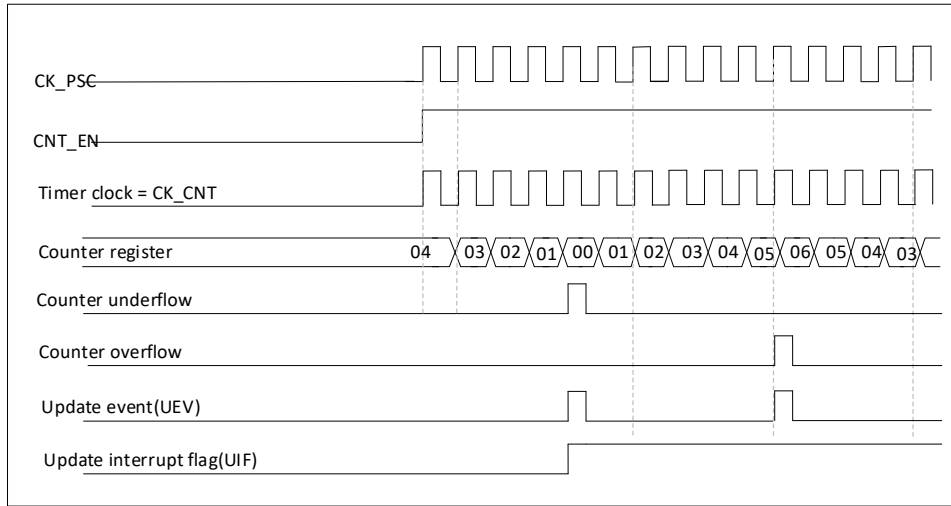 CK_PSC
CNT_EN
Timer clock = CK_CNT
Counter register 04 03 02 01 00 01 02 03 04 05 06 05 04 03
Counter underflow
Counter overflow
Update event(UEV)
Update interrupt flag(UIF)